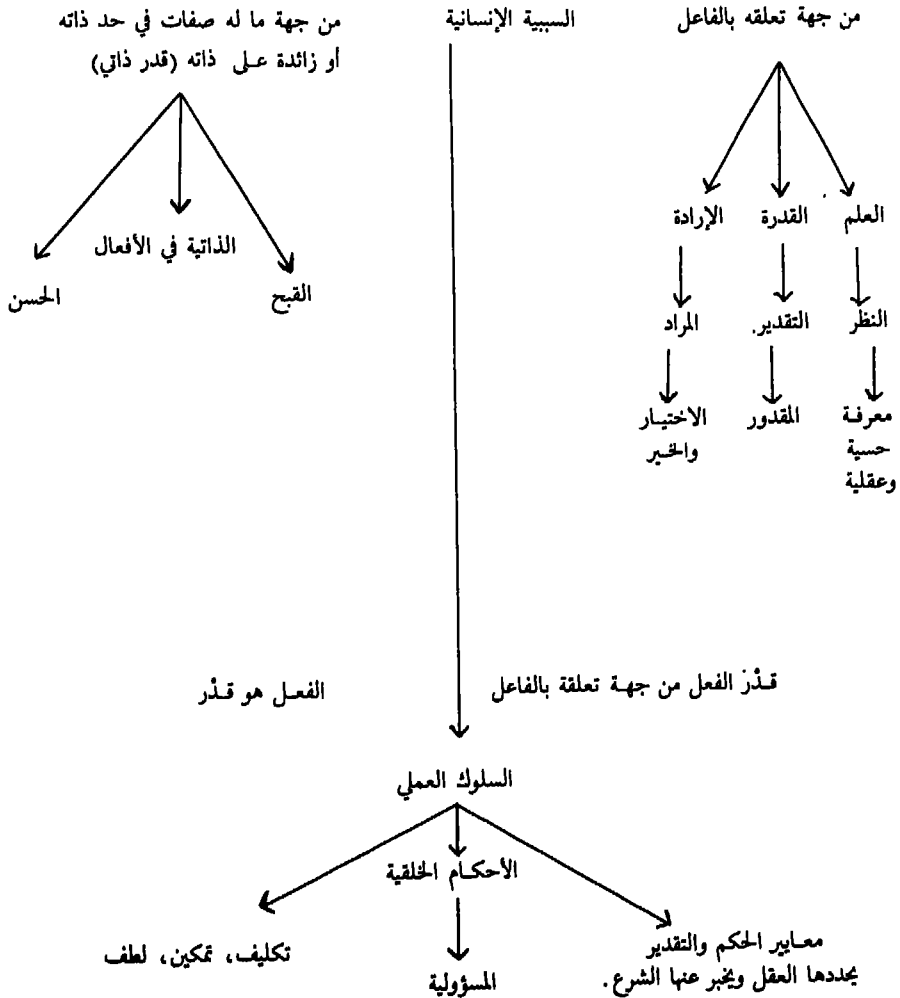 من جهة تعلقه بالفاعل
السببية الإنسانية
من جهة ما له صفات في حد ذاته
أو زائدة على ذاته (قدر ذاتي)
العلم
القدرة
الإرادة
النظر
التقدير.
المراد
معرفة
حسية
وعقلية
المقدور
الاختيار
والخير
القبح
الذاتية في الأفعال
الحسن
قدْر الفعل من جهة تعلقة بالفاعل
الفعل هو قدْر
السلوك العملي
الأحكام الخلقية
معايير الحكم والتقدير
يحددها العقل ويخبر عنها الشرع.
المسؤولية
تكليف، تمكين، لطف